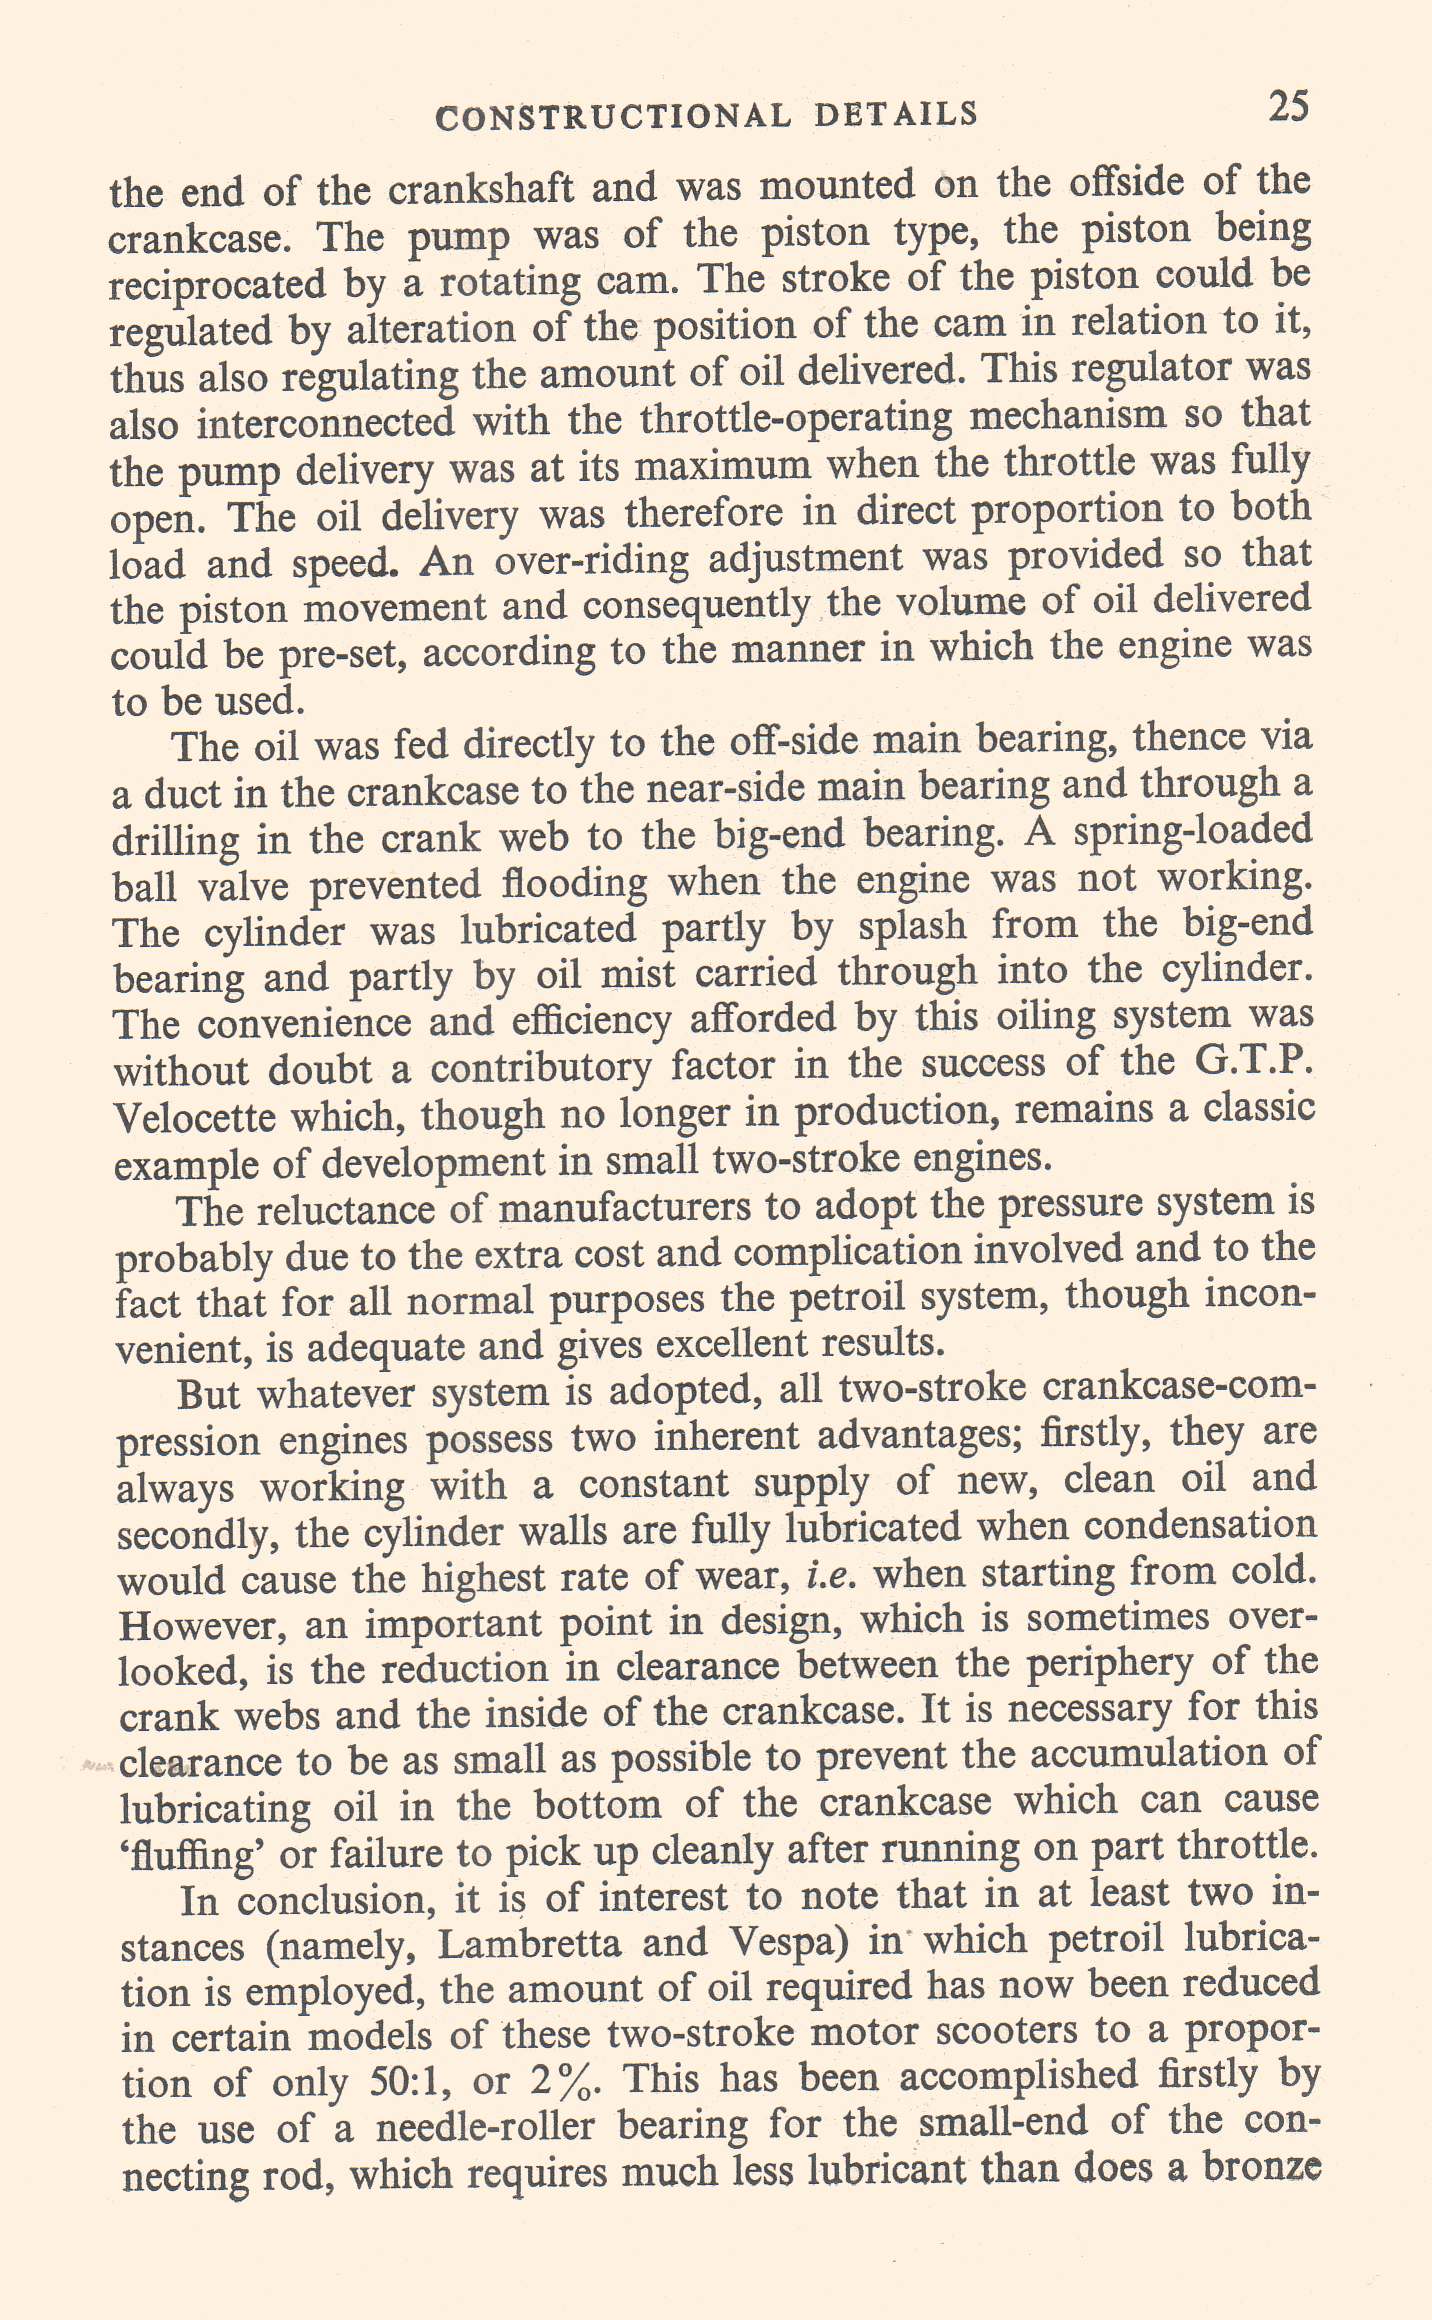 CONSTRUCTIONAL DETAILS 25
the end of the crankshaft and was mounted on the offside of the
crankcase. The pump was of the piston type, the piston being
reciprocated by a rotating cam. The stroke of the piston could be
regulated by alteration of the position of the cam in relation to it,
thus also regulating the amount of oil delivered. This regulator was
also interconnected with the throttle-operating mechanism so that
the pump delivery was at its maximum when the throttle was fully
open. The oil delivery was therefore in direct proportion to both
load and speed. An over-riding adjustment was provided so that
the piston movement and consequently the volume of oil delivered
could be pre-set, according to the manner in which the engine was
to be used.
The oil was fed directly to the off-side main bearing, thence via
a duct in the crankcase to the near-side main bearing and through a
drilling in the crank web to the big-end bearing. A spring-loaded
ball valve prevented flooding when the engine was not working.
The cylinder was lubricated partly by splash from the big-end
bearing and partly by oil mist carried through into the cylinder.
The convenience and efficiency afforded by this oiling system was
without doubt a contributory factor in the success of the G.T.P.
Velocette which, though no longer in production, remains a classic
example of development in small two-stroke engines.
The reluctance of manufacturers to adopt the pressure system is
probably due to the extra cost and complication involved and to the
fact that for all normal purposes the petroil system, though incon-
venient, is adequate and gives excellent results.
But whatever system is adopted, all two-stroke crankcase-com-
pression engines possess two inherent advantages; firstly, they are
always working with a constant supply of new, clean oil and
secondly, the cylinder walls are fully lubricated when condensation
would cause the highest rate of wear, i.e. when starting from cold.
However, an important point in design, which is sometimes over-
looked, is the reduction in clearance between the periphery of the
crank webs and the inside of the crankcase. It is necessary for this
clearance to be as small as possible to prevent the accumulation of
lubricating oil in the bottom of the crankcase which can cause
‘fluffing’ or failure to pick up cleanly after running on part throttle.
In conclusion, it is of interest to note that in at least two in-
stances (namely, Lambretta and Vespa) in which petroil lubrica-
tion is employed, the amount of oil required has now been reduced
in certain models of these two-stroke motor scooters to a propor-
tion of only 50:1, or 2%. This has been accomplished firstly by
the use of a needle-roller bearing for the small-end of the con-
necting rod, which requires much less lubricant than does a bronze